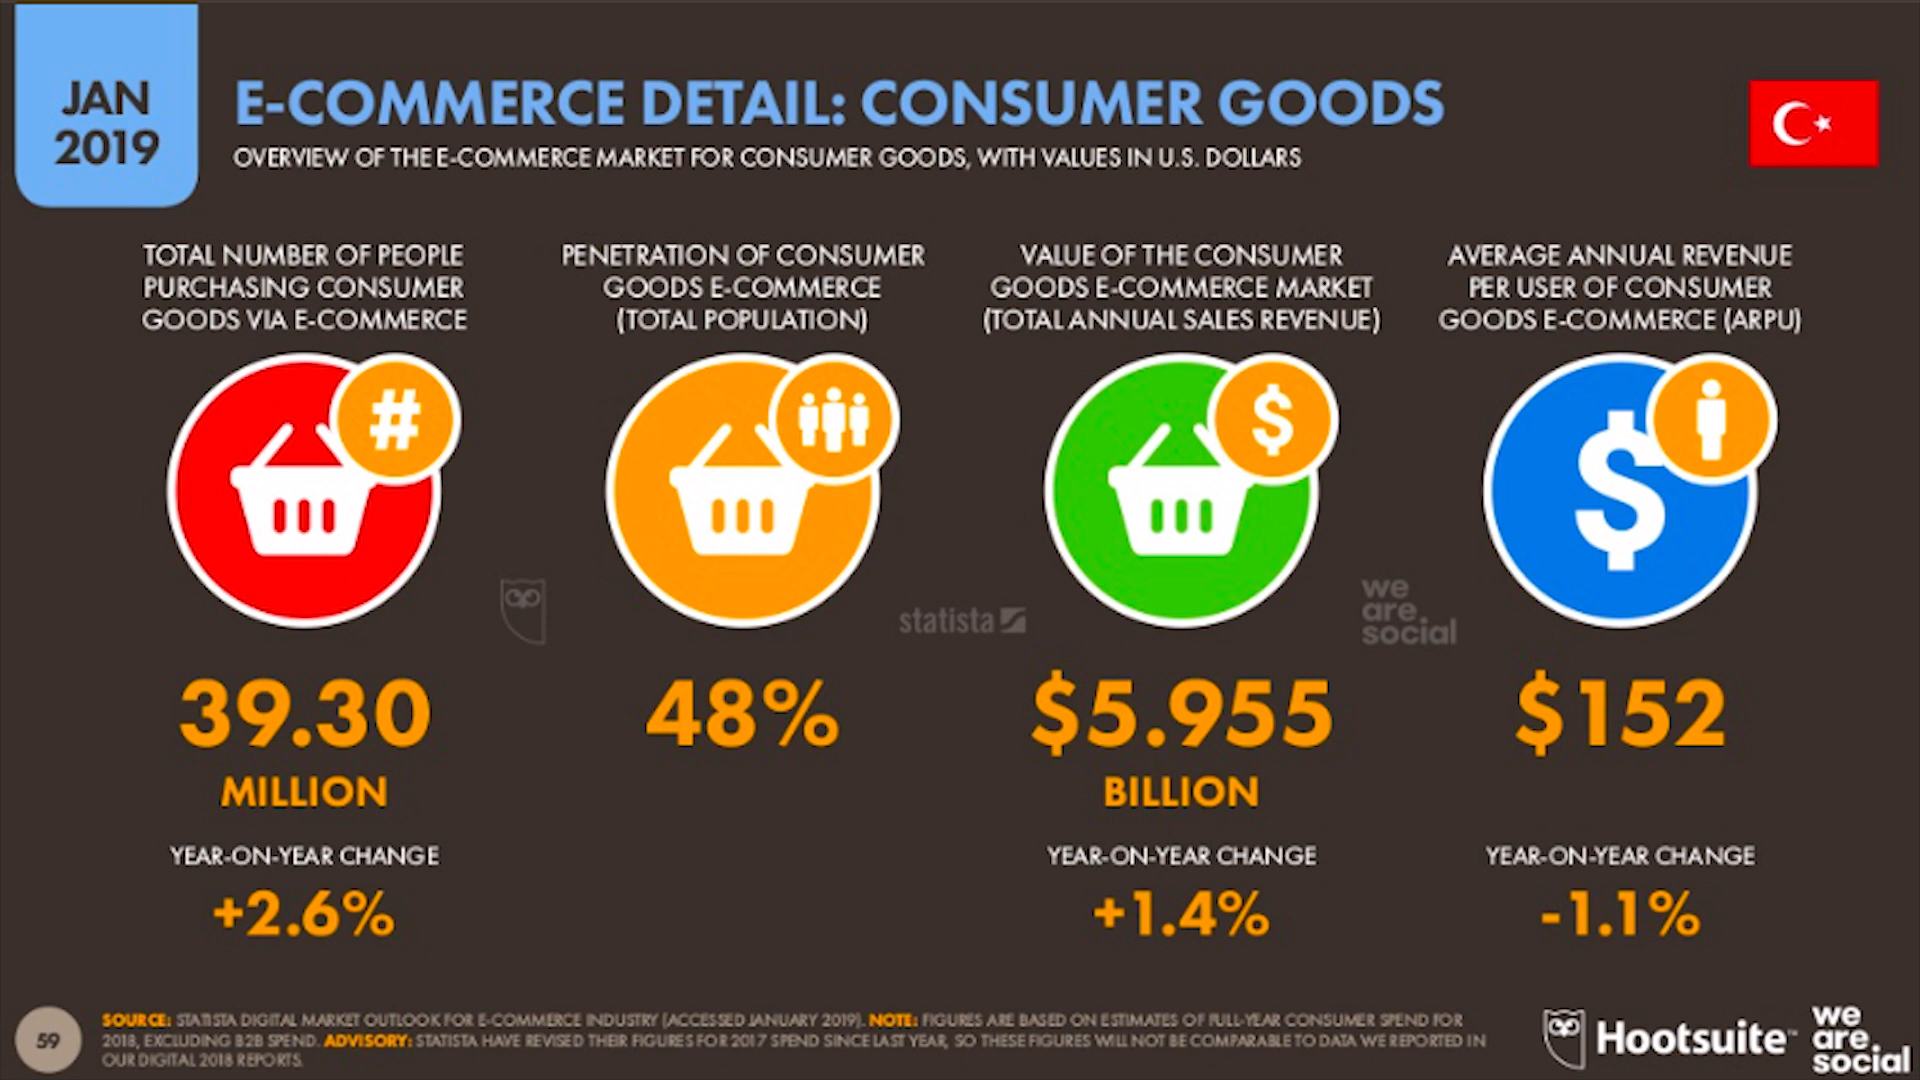 JAN
2019
E-COMMERCE DETAIL: CONSUMER GOODS
OVERVIEW OF THE E-COMMERCE MARKET FOR CONSUMER GOODS, WITH VALUES IN U.S. DOLLARS
TOTAL NUMBER OF PEOPLE
PURCHASING CONSUMER
GOODS VIA E-COMMERCE
#
39.30
MILLION
YEAR-ON-YEAR CHANGE
+2.6%
PENETRATION OF CONSUMER
GOODS E-COMMERCE
(TOTAL POPULATION)
48%
VALUE OF THE CONSUMER
GOODS E-COMMERCE MARKET
(TOTAL ANNUAL SALES REVENUE)
$
$5.955
BILLION
YEAR-ON-YEAR CHANGE
+1.4%
AVERAGE ANNUAL REVENUE
PER USER OF CONSUMER
GOODS E-COMMERCE (ARPU)
$
$152
YEAR-ON-YEAR CHANGE
-1.1%
statista
we
are.
social
59
SOURCE: STATISTA DIGITAL MARKET OUTLOOK FOR E-COMMERCE INDUSTRY (ACCESSED JANUARY 2019). NOTE: FIGURES ARE BASED ON ESTIMATES OF FULL-YEAR CONSUMER SPEND FOR
2018, EXCLUDING B2B SPEND. ADVISORY: STATISTA HAVE REVISED THEIR FIGURES FOR 2017 SPEND SINCE LAST YEAR, SO THESE FIGURES WILL NOT BE COMPARABLE TO DATA WE REPORTED IN
OUR DIGITAL 2018 REPORTS.
Hootsuite™
we
are.
social